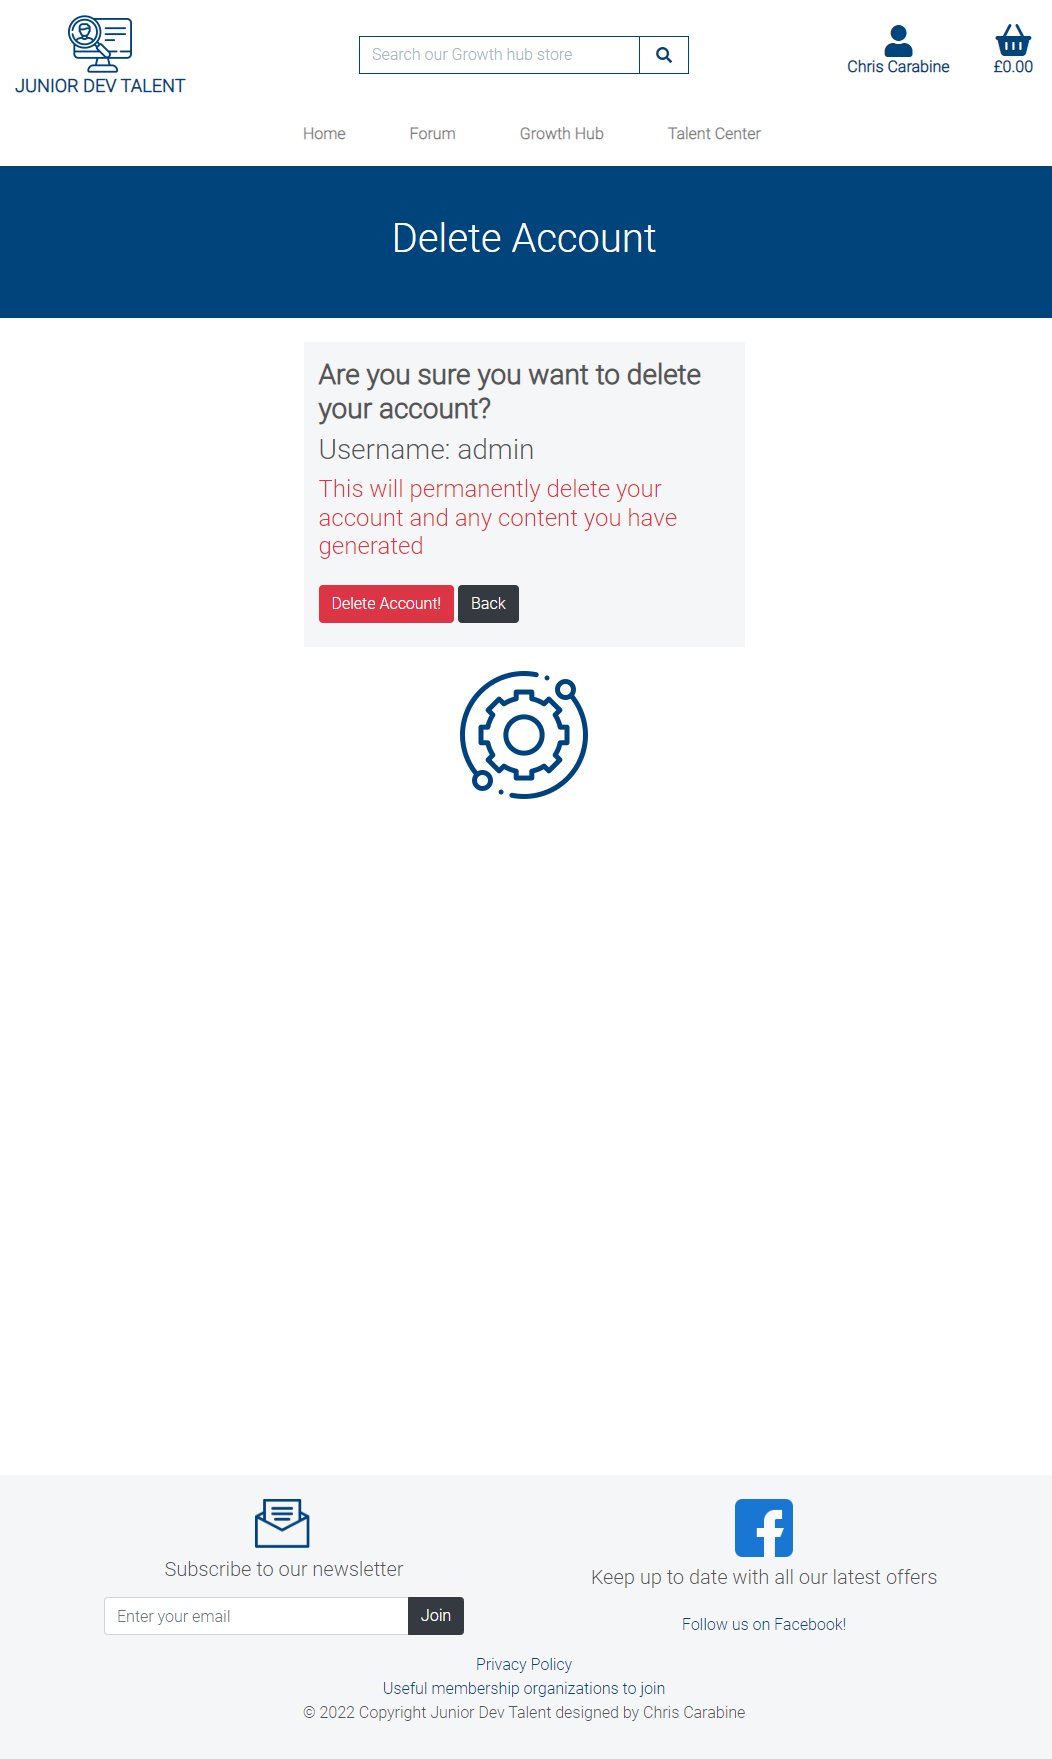 JUNIOR DEV TALENT
Search our Growth hub store
Chris Carabine
£0.00
Home
Forum
Growth Hub
Talent Center
Delete Account
Are you sure you want to delete
your account?
Username: admin
This will permanently delete your
account and any content you have
generated
Delete Account!
Back
Subscribe to our newsletter
Enter your email
Join
Keep up to date with all our latest offers
Follow us on Facebook!
Privacy Policy
Useful membership organizations to join
© 2022 Copyright Junior Dev Talent designed by Chris Carabine